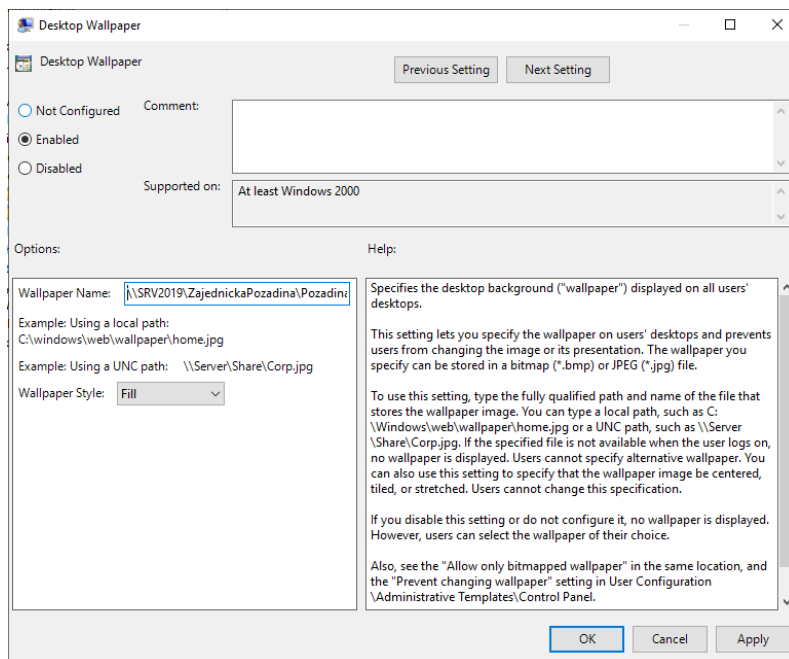 Desktop Wallpaper
Desktop Wallpaper
Previous Setting
Next Setting
Not Configured
Enabled
Disabled
Comment:
Supported on:
At least Windows 2000
Options:
Help:
Wallpaper Name:
\\SRV2019\ZajednickaPozadina\Pozadina
Example: Using a local path:
C:\windows\web\wallpaper\home.jpg
Example: Using a UNC path: \\Server\Share\Corp.jpg
Wallpaper Style:
Fill
Specifies the desktop background ("wallpaper") displayed on all users'
desktops.
This setting lets you specify the wallpaper on users' desktops and prevents
users from changing the image or its presentation. The wallpaper you
specify can be stored in a bitmap (*.bmp) or JPEG (*.jpg) file.
To use this setting, type the fully qualified path and name of the file that
stores the wallpaper image. You can type a local path, such as C:
\Windows\web\wallpaper\home.jpg or a UNC path, such as \\Server
\Share\Corp.jpg. If the specified file is not available when the user logs on,
no wallpaper is displayed. Users cannot specify alternative wallpaper. You
can also use this setting to specify that the wallpaper image be centered,
tiled, or stretched. Users cannot change this specification.
If you disable this setting or do not configure it, no wallpaper is displayed.
However, users can select the wallpaper of their choice.
Also, see the "Allow only bitmapped wallpaper" in the same location, and
the "Prevent changing wallpaper" setting in User Configuration
\Administrative Templates\Control Panel.
OK
Cancel
Apply